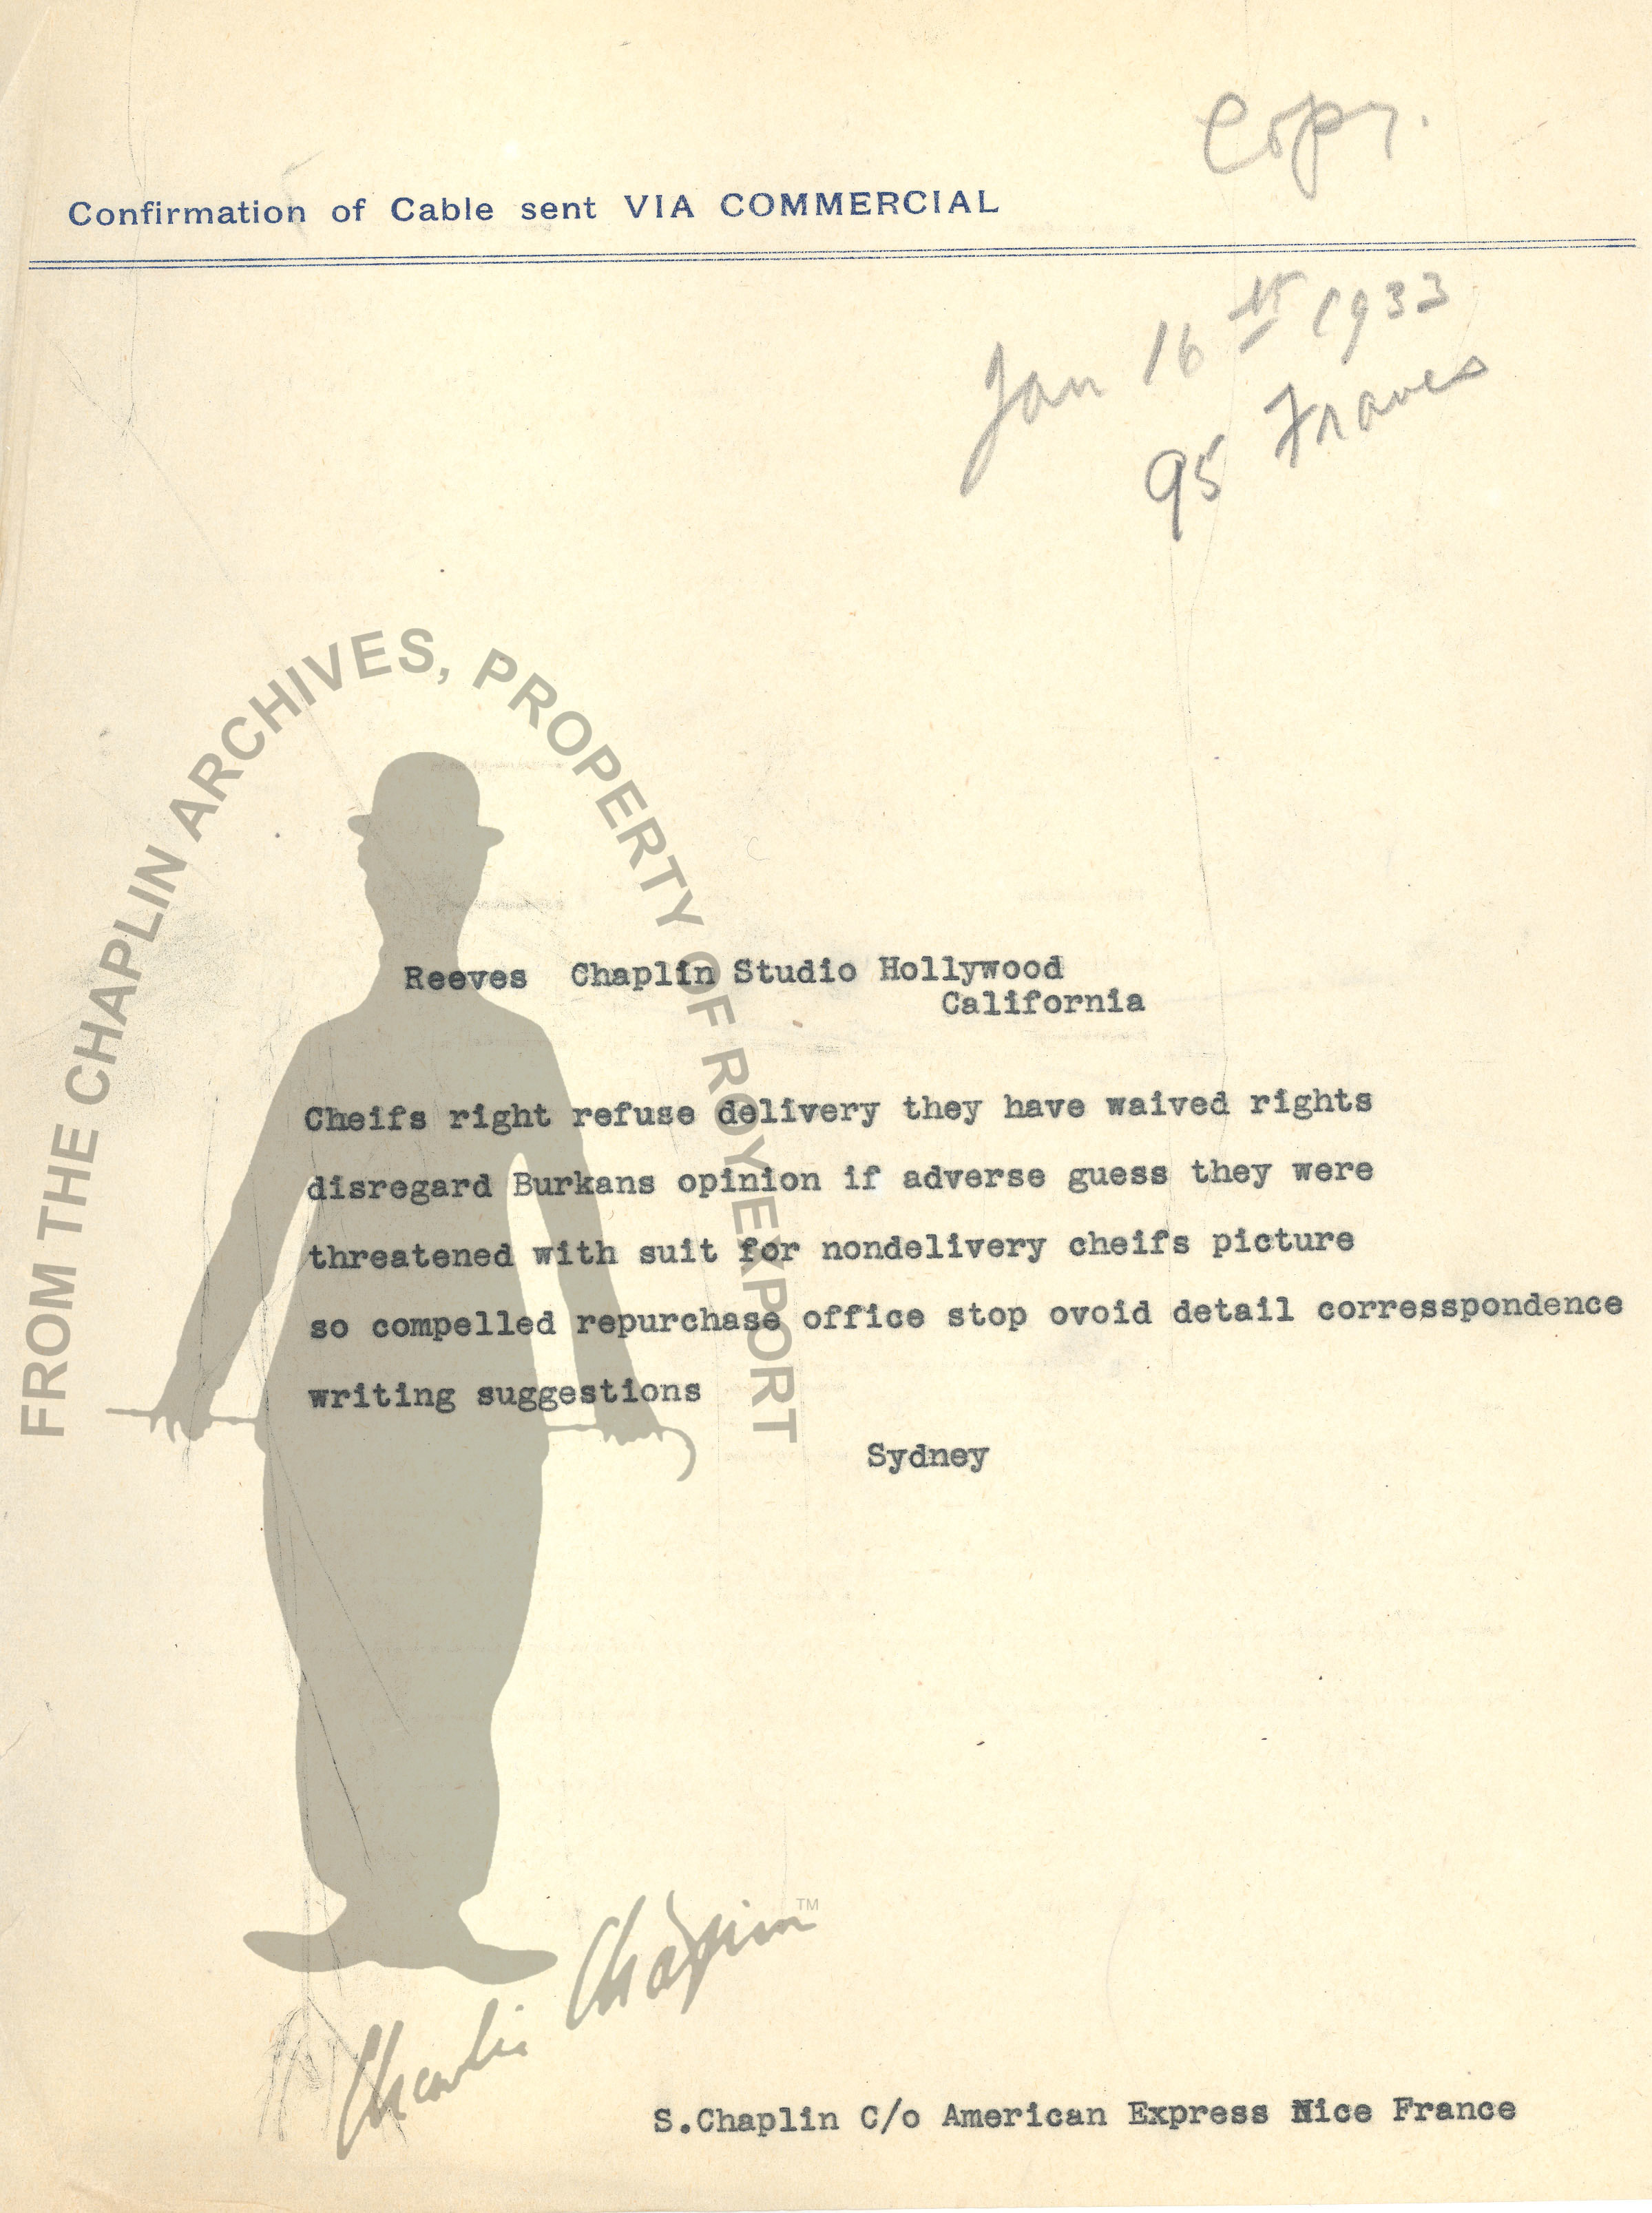 Copy.
Confirmation of Cable sent VIA COMMERCIAL
Jan 16 1933
95 Francs
FROM THE CHAPLIN ARCHIVES, PROPERTY OF ROY EXPORT
Reeves Chaplin Studio Hollywood
California
Cheifs right refuse delivery they have waived rights
disregard Burkans opinion if adverse guess they were
threatened with suit for nondelivery cheifs picture
so compelled repurchase office stop ovoid detail corresspondence
writing suggestions
Sydney
Charlie Chaplin TM
S.Chaplin C/o American Express Nice France